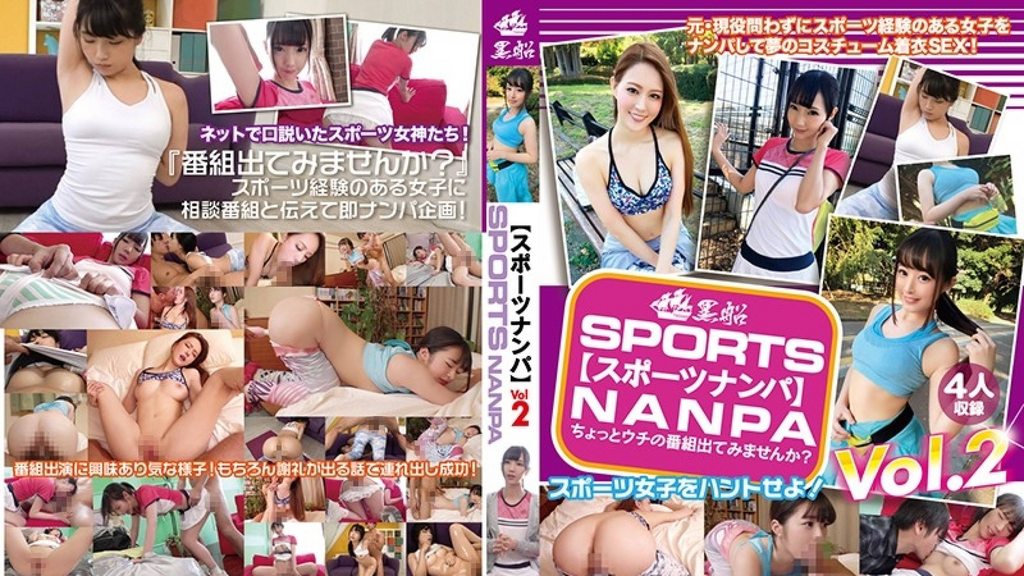 ネットで口説いたスポーツ女神たち!
『番組出てみませんか?』
スポーツ経験のある女子に
相談番組と伝えて即ナンパ企画!
番組出演に興味あり気な様子!もちろん謝礼が出る話で連れ出し成功!
黒船
SPORTS NANPA
【スポーツナンパ】
Vol
2
元・現役問わずにスポーツ経験のある女子を
ナンパして夢のコスチューム着衣SEX!
黒船
SPORTS
【スポーツナンパ】
NANPA
ちょっとウチの番組出てみませんか?
4人
収録
Vol.2
スポーツ女子をハントせよ!